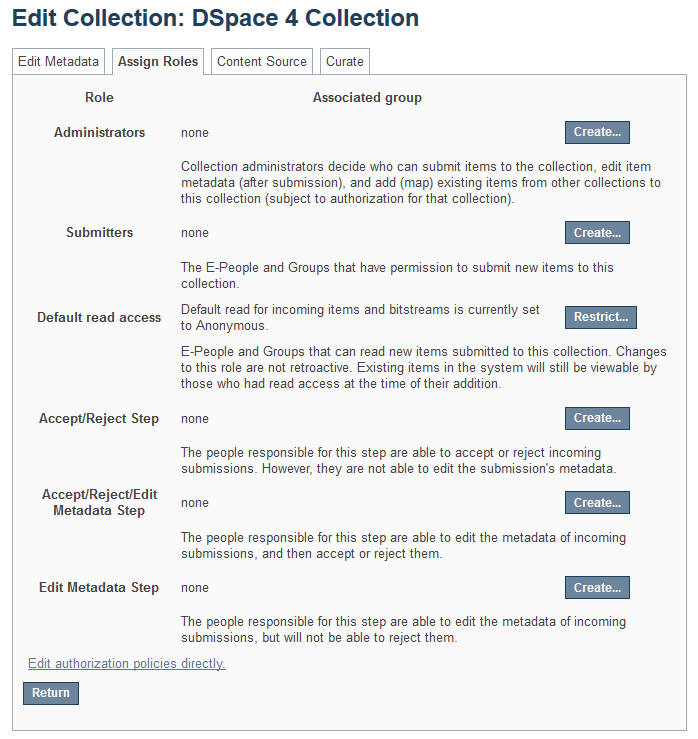 Edit Collection: DSpace 4 Collection
Edit Metadata Assign Roles Content Source Curate
Role Associated group
Administrators none Create...
Collection administrators decide who can submit items to the collection, edit item
metadata (after submission), and add (map) existing items from other collections to
this collection (subject to authorization for that collection).
Submitters none Create...
The E-People and Groups that have permission to submit new items to this
collection.
Default read access Default read for incoming items and bitstreams is currently set
to Anonymous. Restrict...
E-People and Groups that can read new items submitted to this collection. Changes
to this role are not retroactive. Existing items in the system will still be viewable by
those who had read access at the time of their addition.
Accept/Reject Step none Create...
The people responsible for this step are able to accept or reject incoming
submissions. However, they are not able to edit the submission's metadata.
Accept/Reject/Edit
Metadata Step none Create...
The people responsible for this step are able to edit the metadata of incoming
submissions, and then accept or reject them.
Edit Metadata Step none Create...
The people responsible for this step are able to edit the metadata of incoming
submissions, but will not be able to reject them.
Edit authorization policies directly.
Return